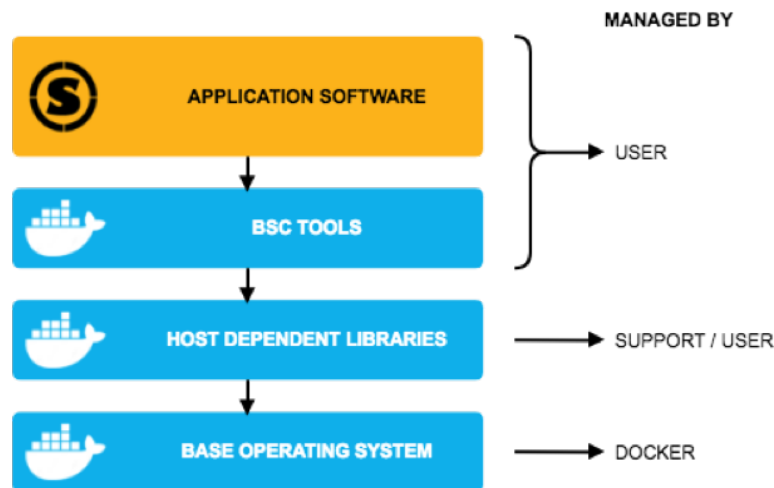 MANAGED BY
S
APPLICATION SOFTWARE
USER
BSC TOOLS
HOST DEPENDENT LIBRARIES
SUPPORT / USER
BASE OPERATING SYSTEM
DOCKER